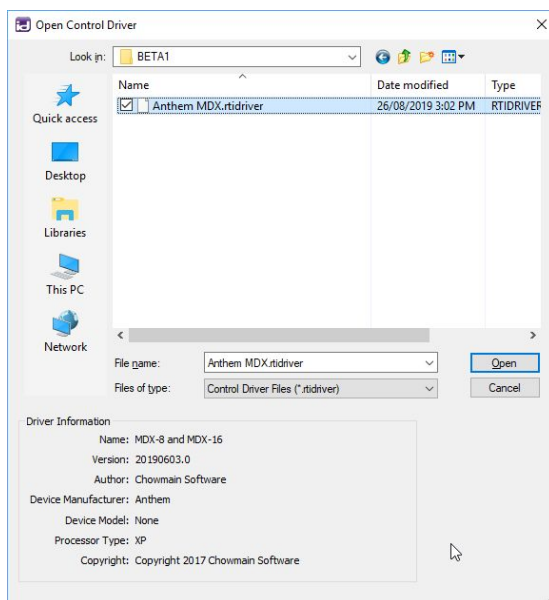 Open Control Driver
Look in: BETA1
Name Date modified Type
Anthem MDX.rtidriver 26/08/2019 3:02 PM RTIDRIVER
Quick access
Desktop
Libraries
This PC
Network
File name: Anthem MDX.rtidriver Open
Files of type: Control Driver Files (*.rtidriver) Cancel
Driver Information
Name: MDX-8 and MDX-16
Version: 20190603.0
Author: Chowmain Software
Device Manufacturer: Anthem
Device Model: None
Processor Type: XP
Copyright: Copyright 2017 Chowmain Software